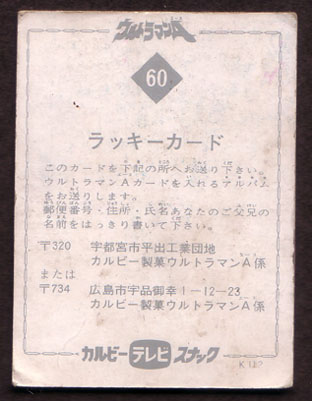 ウルトラマンA
60
ラッキーカード
このカードを下記の所へお送り下さい。
ウルトラマンAカードを入れるアルバム
をお送りします。
郵便番号・住所・氏名あなたのご父兄の
名前をはっきり書いて下さい。
〒320 宇都宮市平出工業団地
カルビー製菓ウルトラマンA係
または
〒734 広島市宇品御幸1-12-23
カルビー製菓ウルトラマンA係
カルビー テレビ スナック